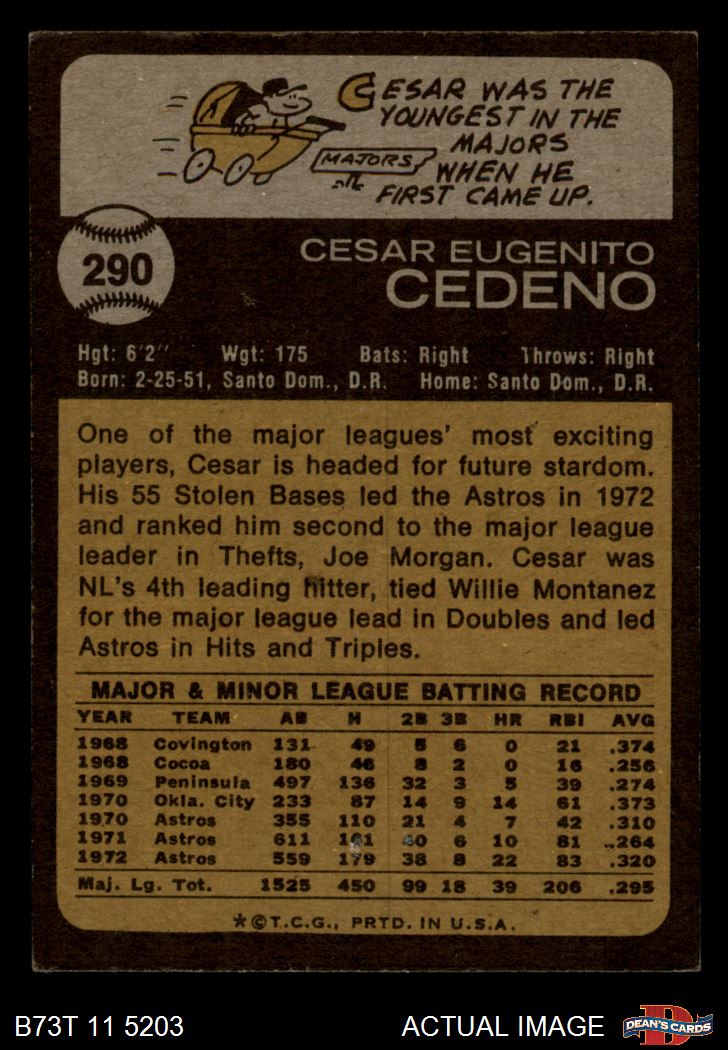 CESAR WAS THE
YOUNGEST IN THE
MAJORS
WHEN HE
FIRST CAME UP.
MAJORS
290
CESAR EUGENITO
CEDENO
Hgt: 6'2" Wgt: 175 Bats: Right Throws: Right
Born: 2-25-51, Santo Dom., D.R. Home: Santo Dom., D.R.
One of the major leagues' most exciting
players, Cesar is headed for future stardom.
His 55 Stolen Bases led the Astros in 1972
and ranked him second to the major league
leader in Thefts, Joe Morgan. Cesar was
NL's 4th leading hitter, tied Willie Montanez
for the major league lead in Doubles and led
Astros in Hits and Triples.
MAJOR & MINOR LEAGUE BATTING RECORD
YEAR TEAM AB H 2B 3B HR RBI AVG
1968 Covington 131 49 5 6 0 21 .374
1968 Cocoa 180 46 8 2 0 16 .256
1969 Peninsula 497 136 32 3 5 39 .274
1970 Okla. City 233 87 14 9 14 61 .373
1970 Astros 355 110 21 4 7 42 .310
1971 Astros 611 161 40 6 10 81 .264
1972 Astros 559 179 38 8 22 83 .320
Maj. Lg. Tot. 1525 450 99 18 39 206 .295
*©T.C.G., PRTD. IN U.S.A.
B73T 11 5203 ACTUAL IMAGE
D
DEAN'S CARDS